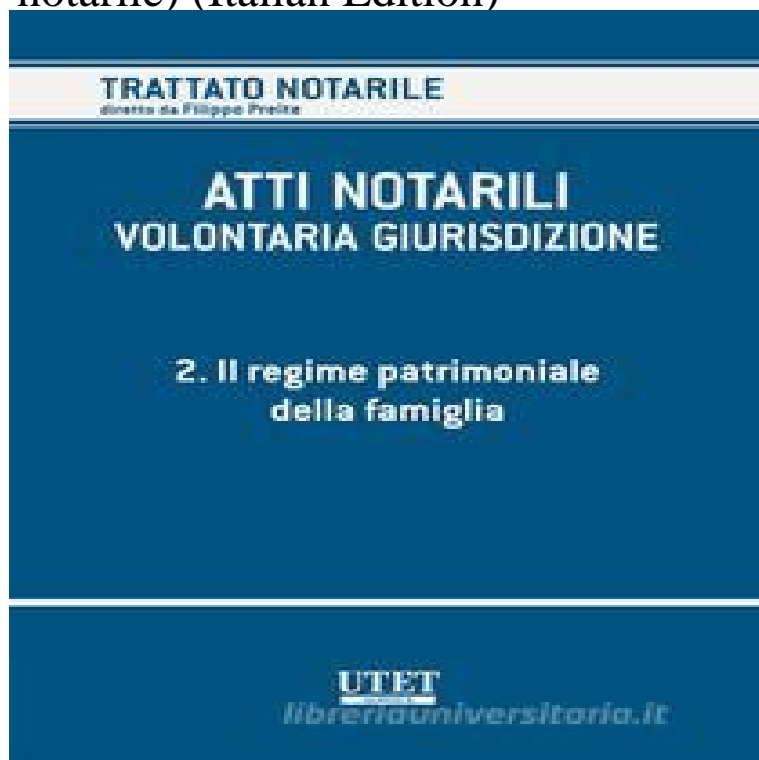 notarile) (Italian Edition)
TRATTATO NOTARILE
diretto da Filippo Preite
ATTI NOTARILI
VOLONTARIA GIURISDIZIONE
2. Il regime patrimoniale
della famiglia
UTET
libreriauniversitaria.it